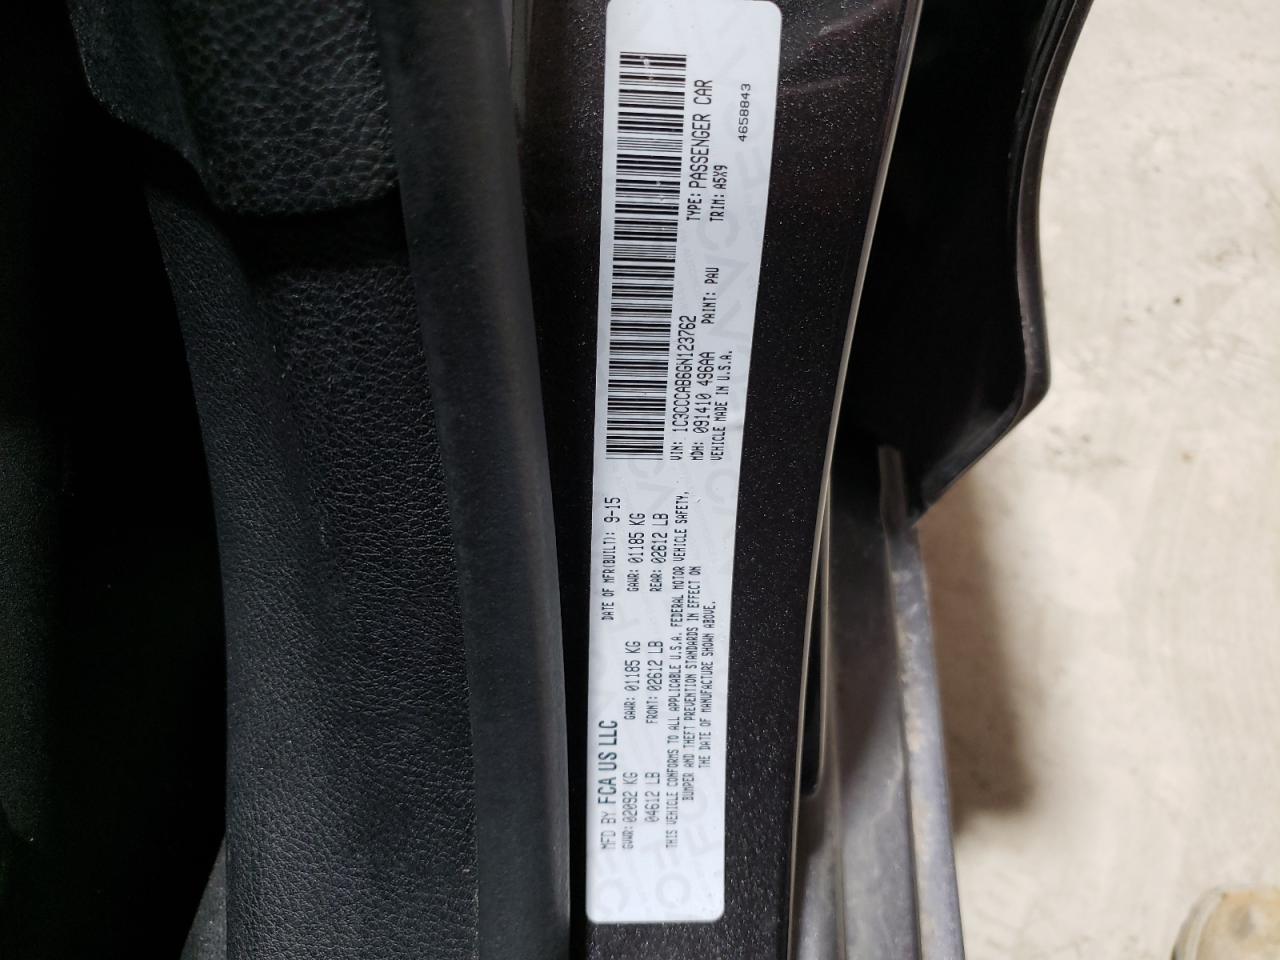 MFD BY FCA US LLC
DATE OF MFR(BUILT): 9-15
GVWR: 02092 KG GAWR: 01185 KG GAWR: 01185 KG
04612 LB FRONT: 02612 LB REAR: 02612 LB
THIS VEHICLE CONFORMS TO ALL APPLICABLE U.S.A. FEDERAL MOTOR VEHICLE SAFETY,
BUMPER AND THEFT PREVENTION STANDARDS IN EFFECT ON
THE DATE OF MANUFACTURE SHOWN ABOVE.
VIN: 1C3CCCAB6GN123762 TYPE: PASSENGER CAR
MDH: 091410 496AA PAINT: PAU TRIM: A5X9
VEHICLE MADE IN U.S.A.
4658843